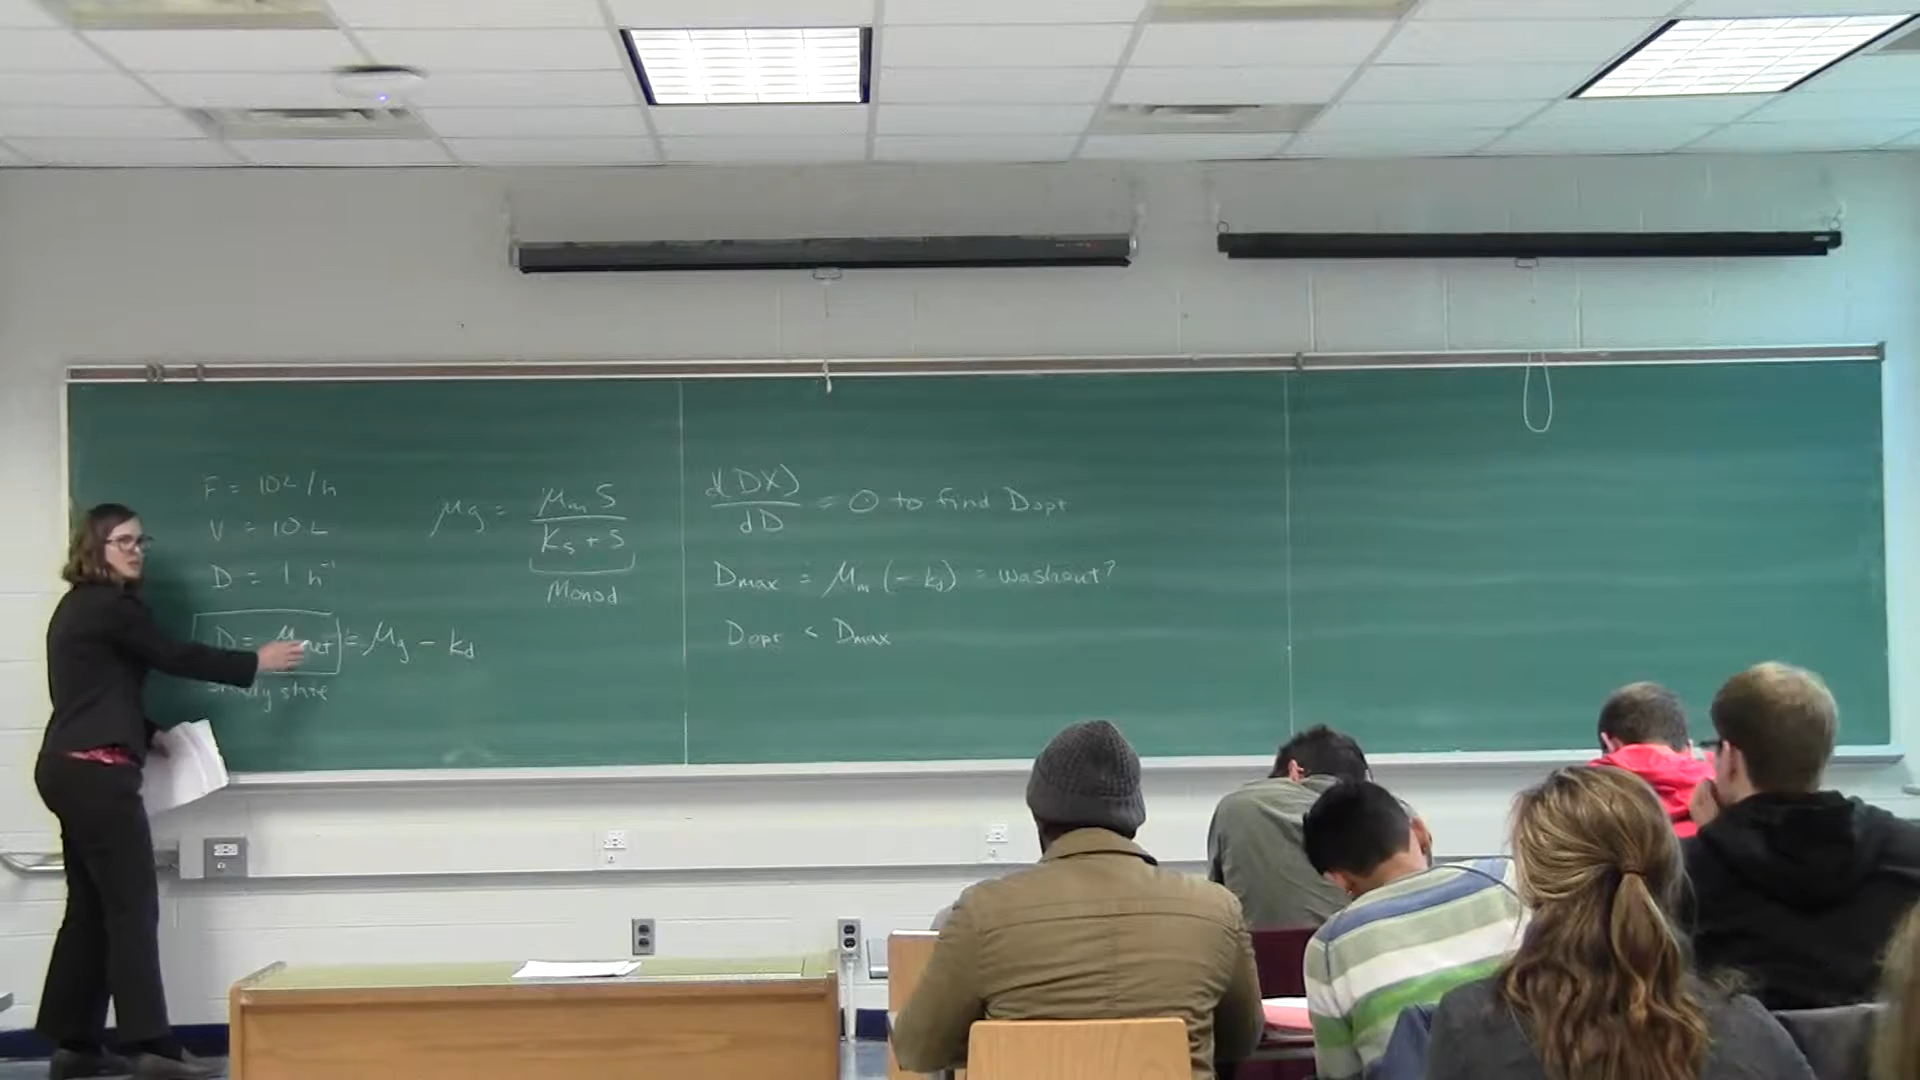 F = 10 L/h
V = 10 L
D = 1 h⁻¹
D = μnet = μg - kd
steady state
μg = μm S / Ks + S
Monod
d(DX) / dD = 0 to find Dopt
Dmax = μm (- kd) = washout?
Dopt < Dmax